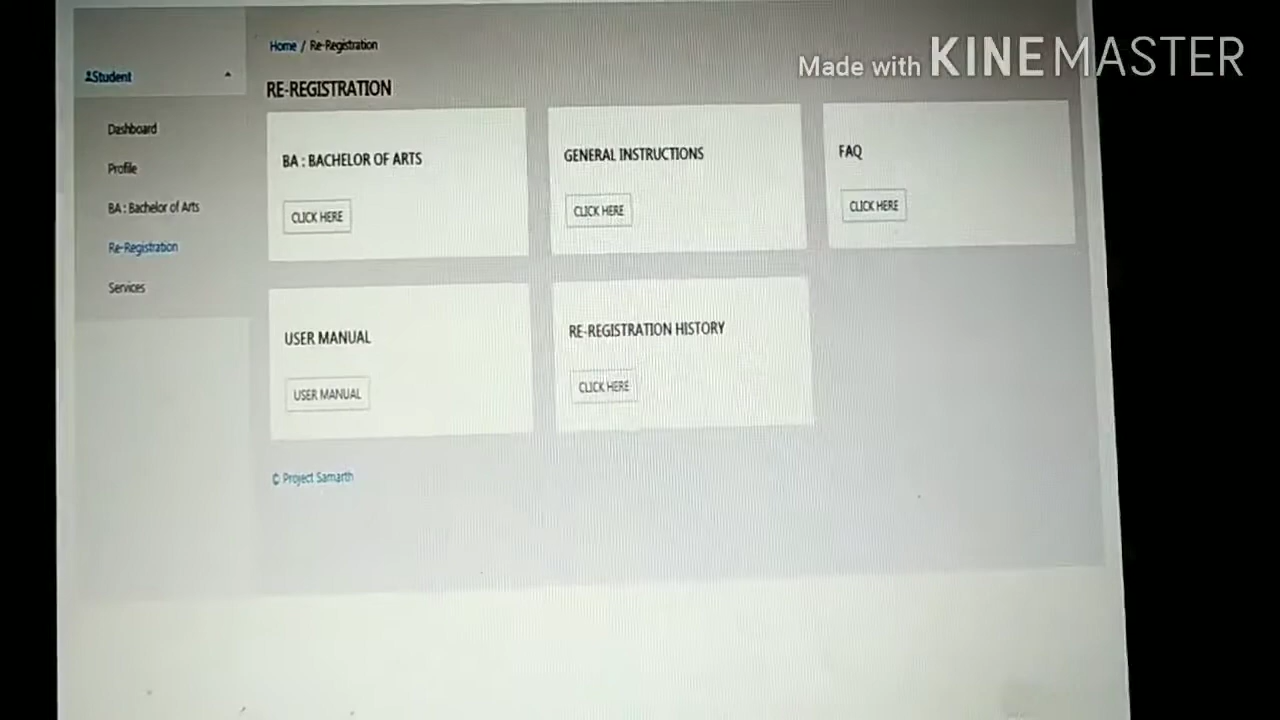 Home / Re-Registration
Made with KINEMASTER
Student
RE-REGISTRATION
Dashboard
Profile
BA : Bachelor of Arts
Re-Registration
Services
BA : BACHELOR OF ARTS
CLICK HERE
GENERAL INSTRUCTIONS
CLICK HERE
FAQ
CLICK HERE
USER MANUAL
USER MANUAL
RE-REGISTRATION HISTORY
CLICK HERE
© Project Samarth